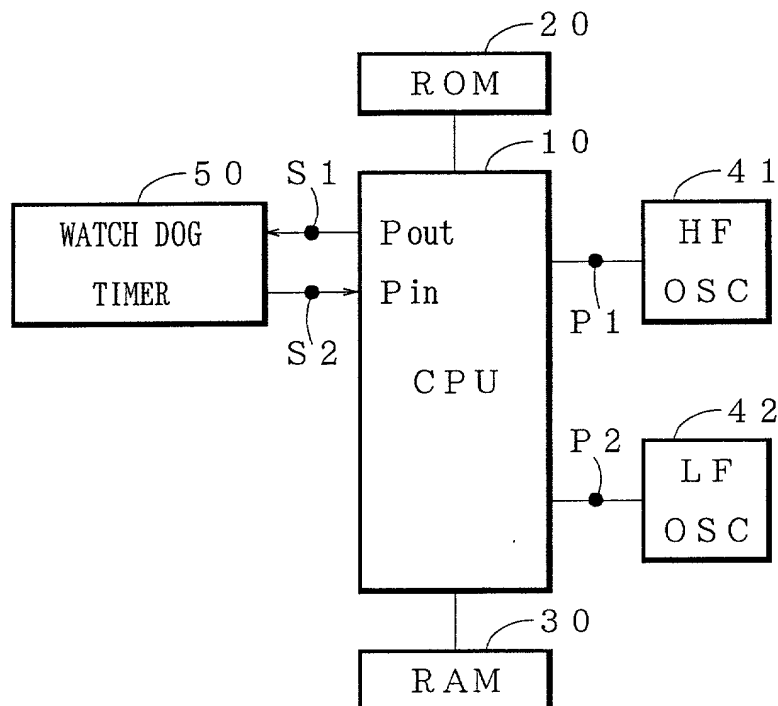 20
ROM
10
50
S1
41
WATCH DOG
TIMER
Pout
Pin
HF
OSC
S2
P1
CPU
42
P2
LF
OSC
30
RAM